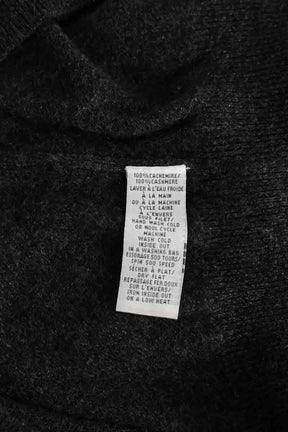 100%CACHEMIRE/
100%CASHMERE
LAVER À L'EAU FROIDE
À LA MAIN
OU À LA MACHINE
CYCLE LAINE
À L'ENVERS
SOUS FILET/
HAND WASH COLD
OR WOOL CYCLE
MACHINE
WASH COLD
INSIDE OUT
IN A WASHING BAG
ESSORAGE 500 TOURS/
SPIN 500 SPEED
SÉCHER À PLAT/
DRY FLAT
REPASSAGE FER DOUX
SUR L'ENVERS/
IRON INSIDE OUT
ON A LOW HEAT